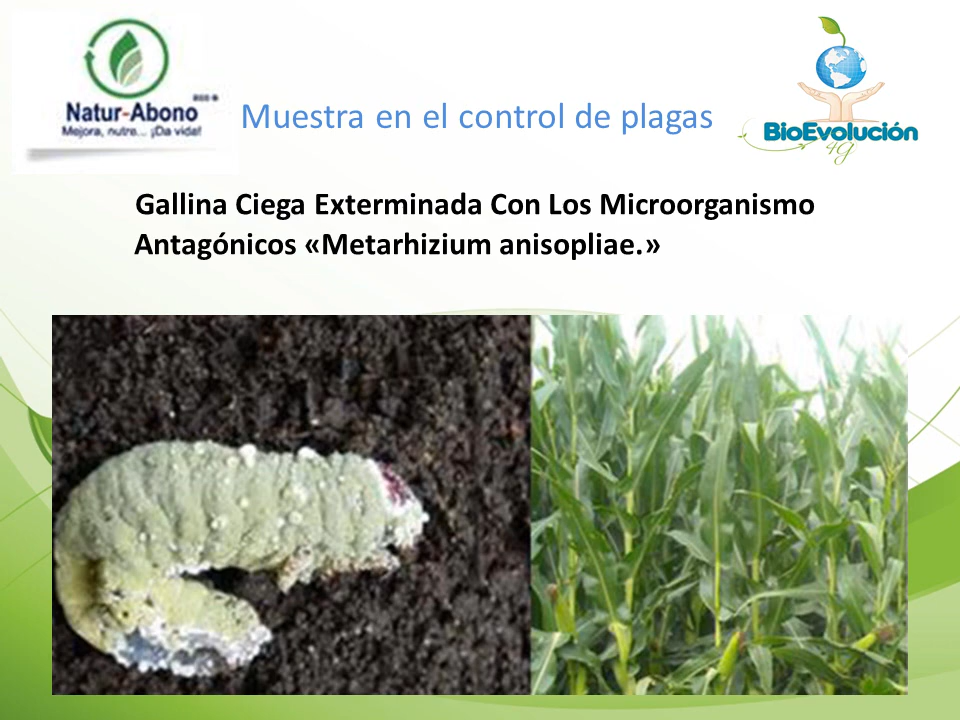 Natur-Abono
Mejora, nutre... ¡Da vida!
Muestra en el control de plagas
BioEvolución
4g
Gallina Ciega Exterminada Con Los Microorganismo
Antagónicos «Metarhizium anisopliae.»